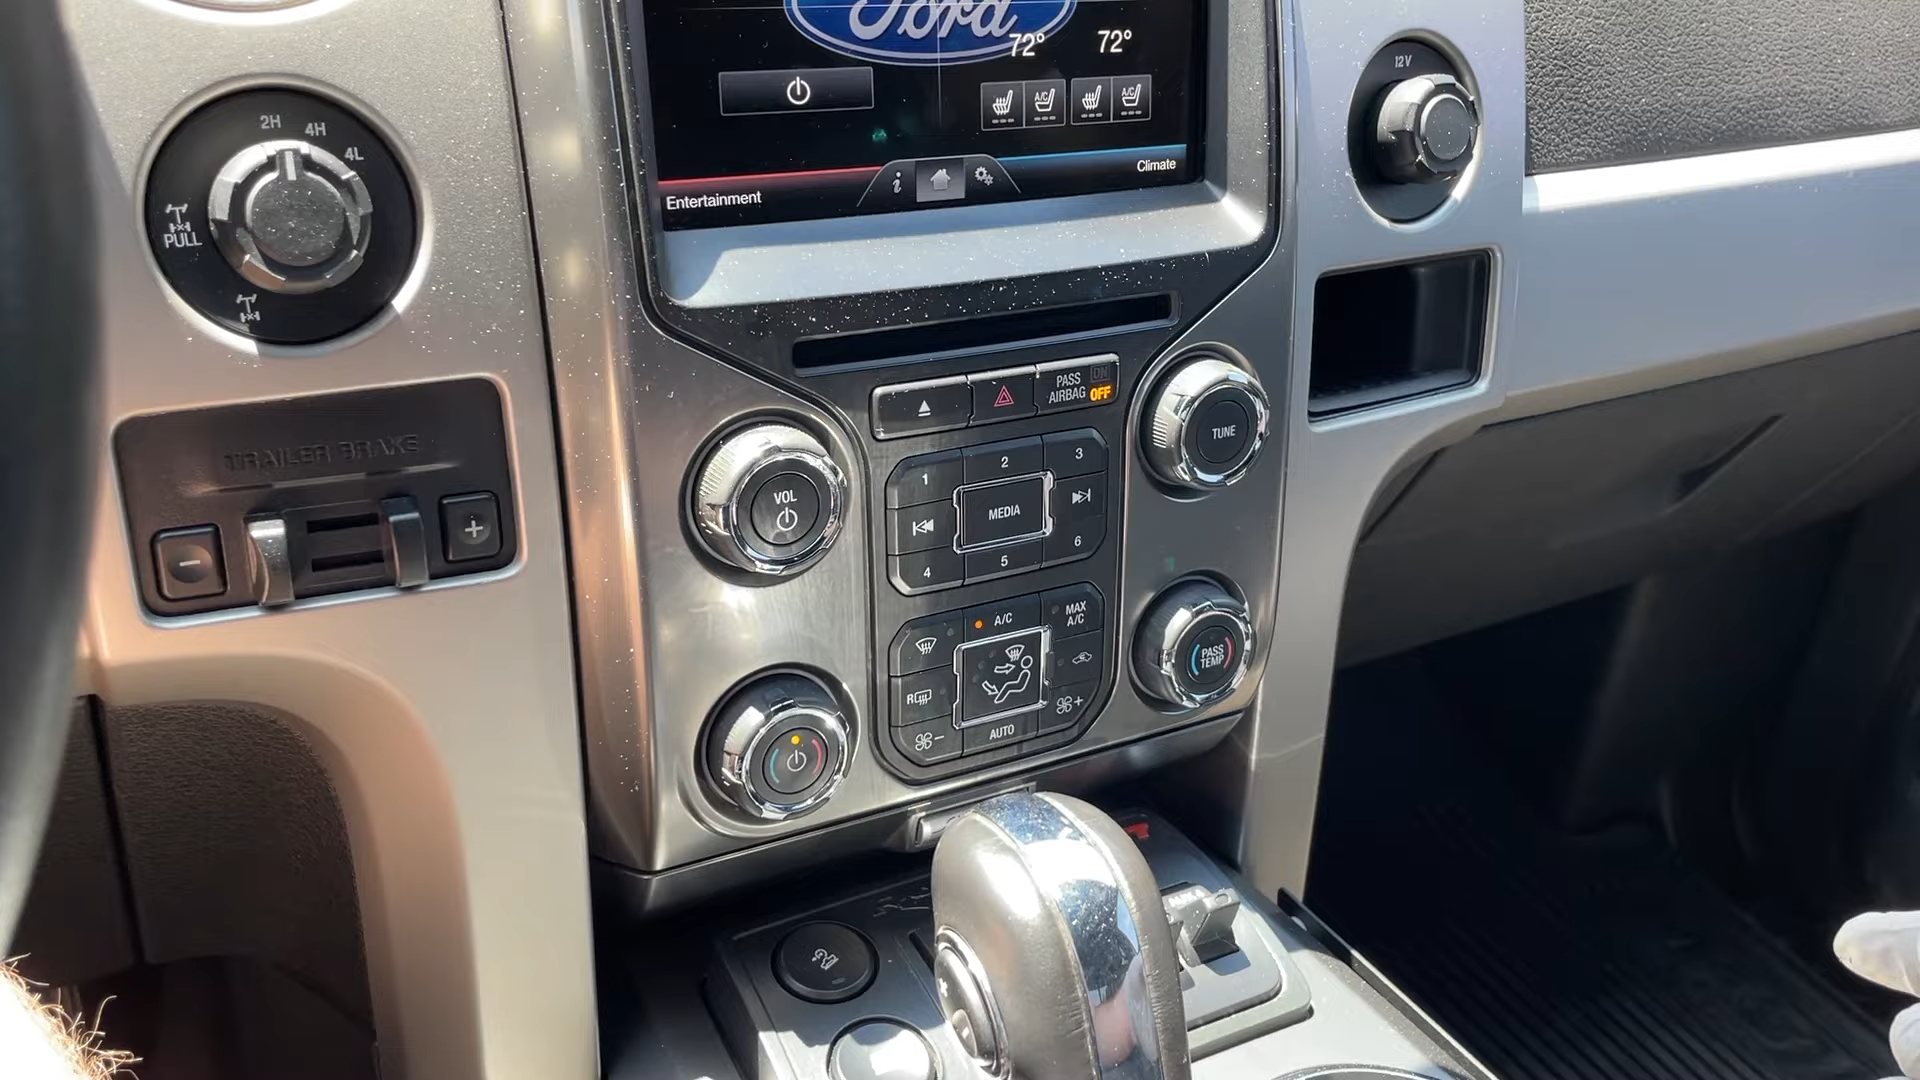 Ford
72° 72°
A/C A/C
Entertainment
Climate
2H 4H 4L
PULL
12V
TRAILER BRAKE
- +
PASS AIRBAG ON
OFF
VOL
TUNE
1 2 3
MEDIA
4 5 6
A/C
MAX A/C
R
AUTO
PASS TEMP